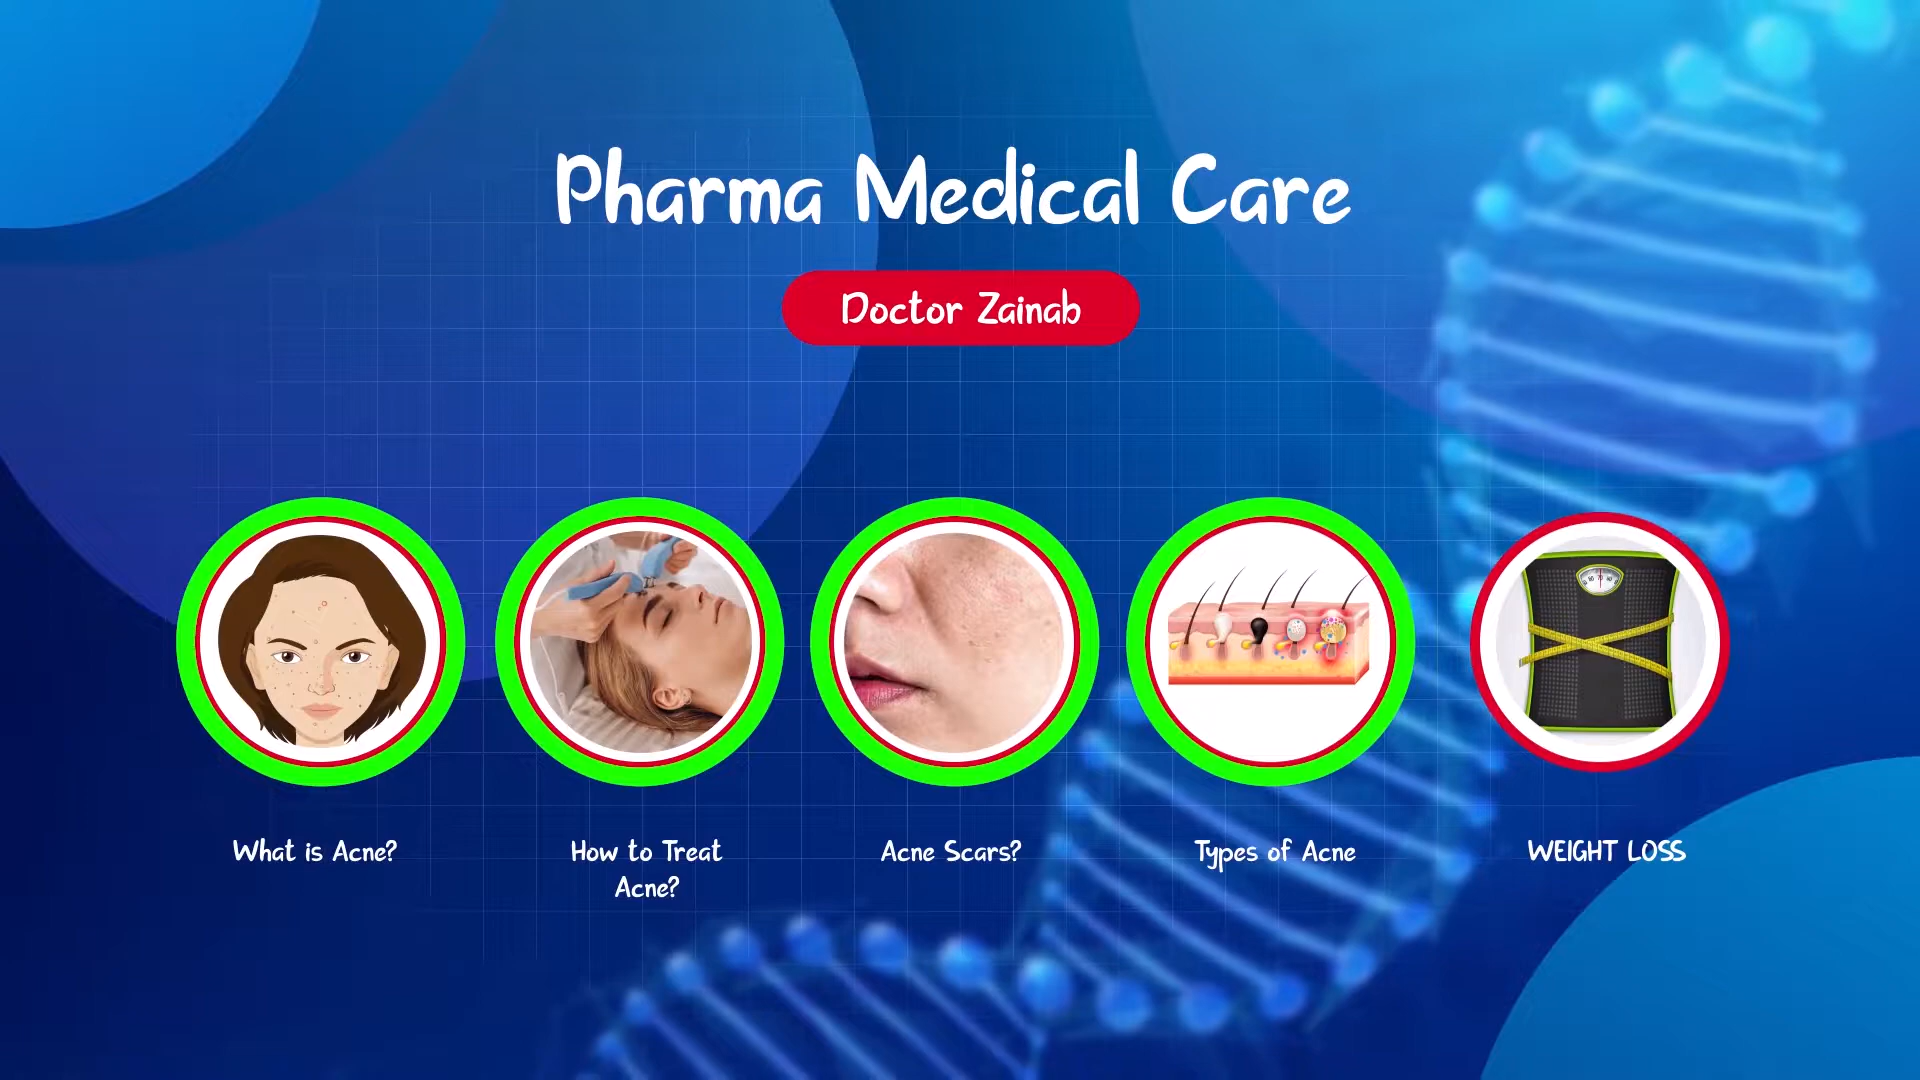 Pharma Medical Care
Doctor Zainab
What is Acne?
How to Treat
Acne?
Acne Scars?
Types of Acne
WEIGHT LOSS